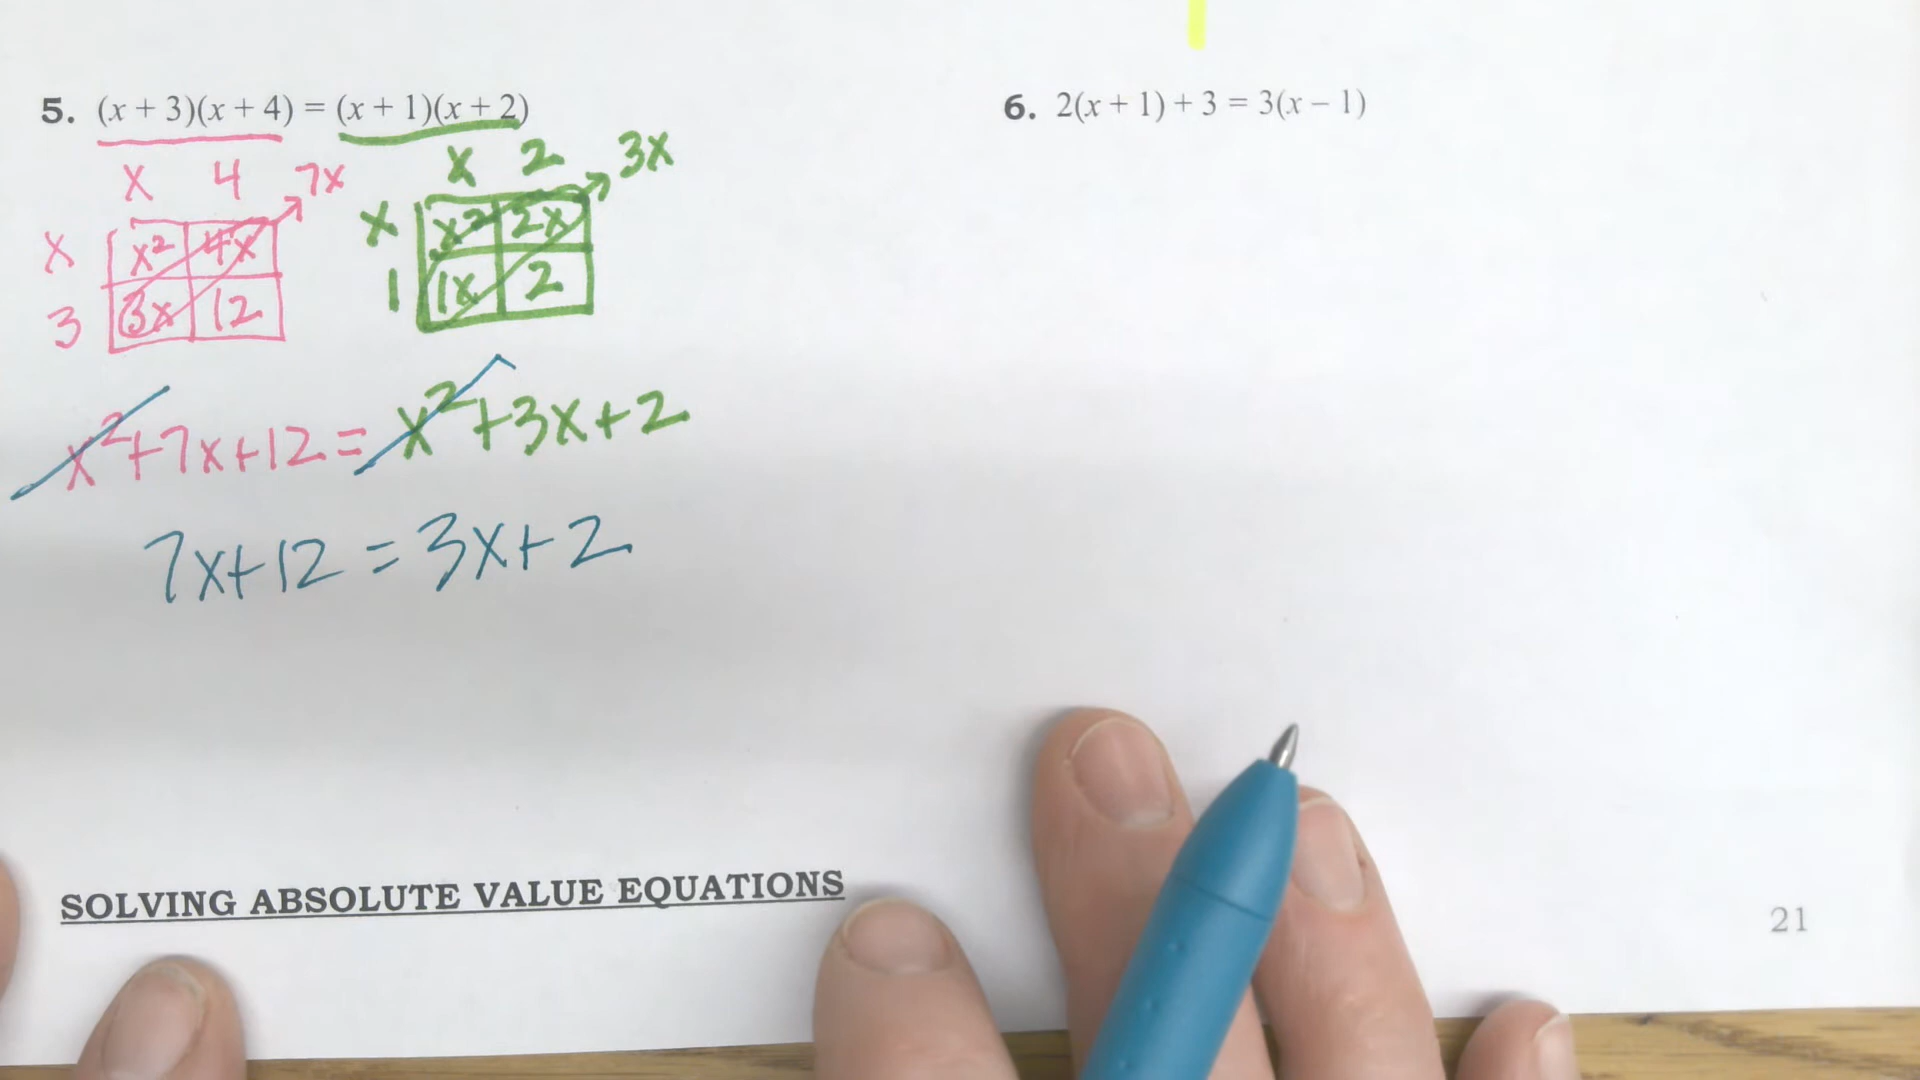 5. (x + 3)(x + 4) = (x + 1)(x + 2)
x 4 7x
x x² 4x
3 3x 12
x 2 3x
x x² 2x
1 1x 2
x²+7x+12 = x²+3x+2
7x+12 = 3x+2
6. 2(x + 1) + 3 = 3(x – 1)
SOLVING ABSOLUTE VALUE EQUATIONS
21